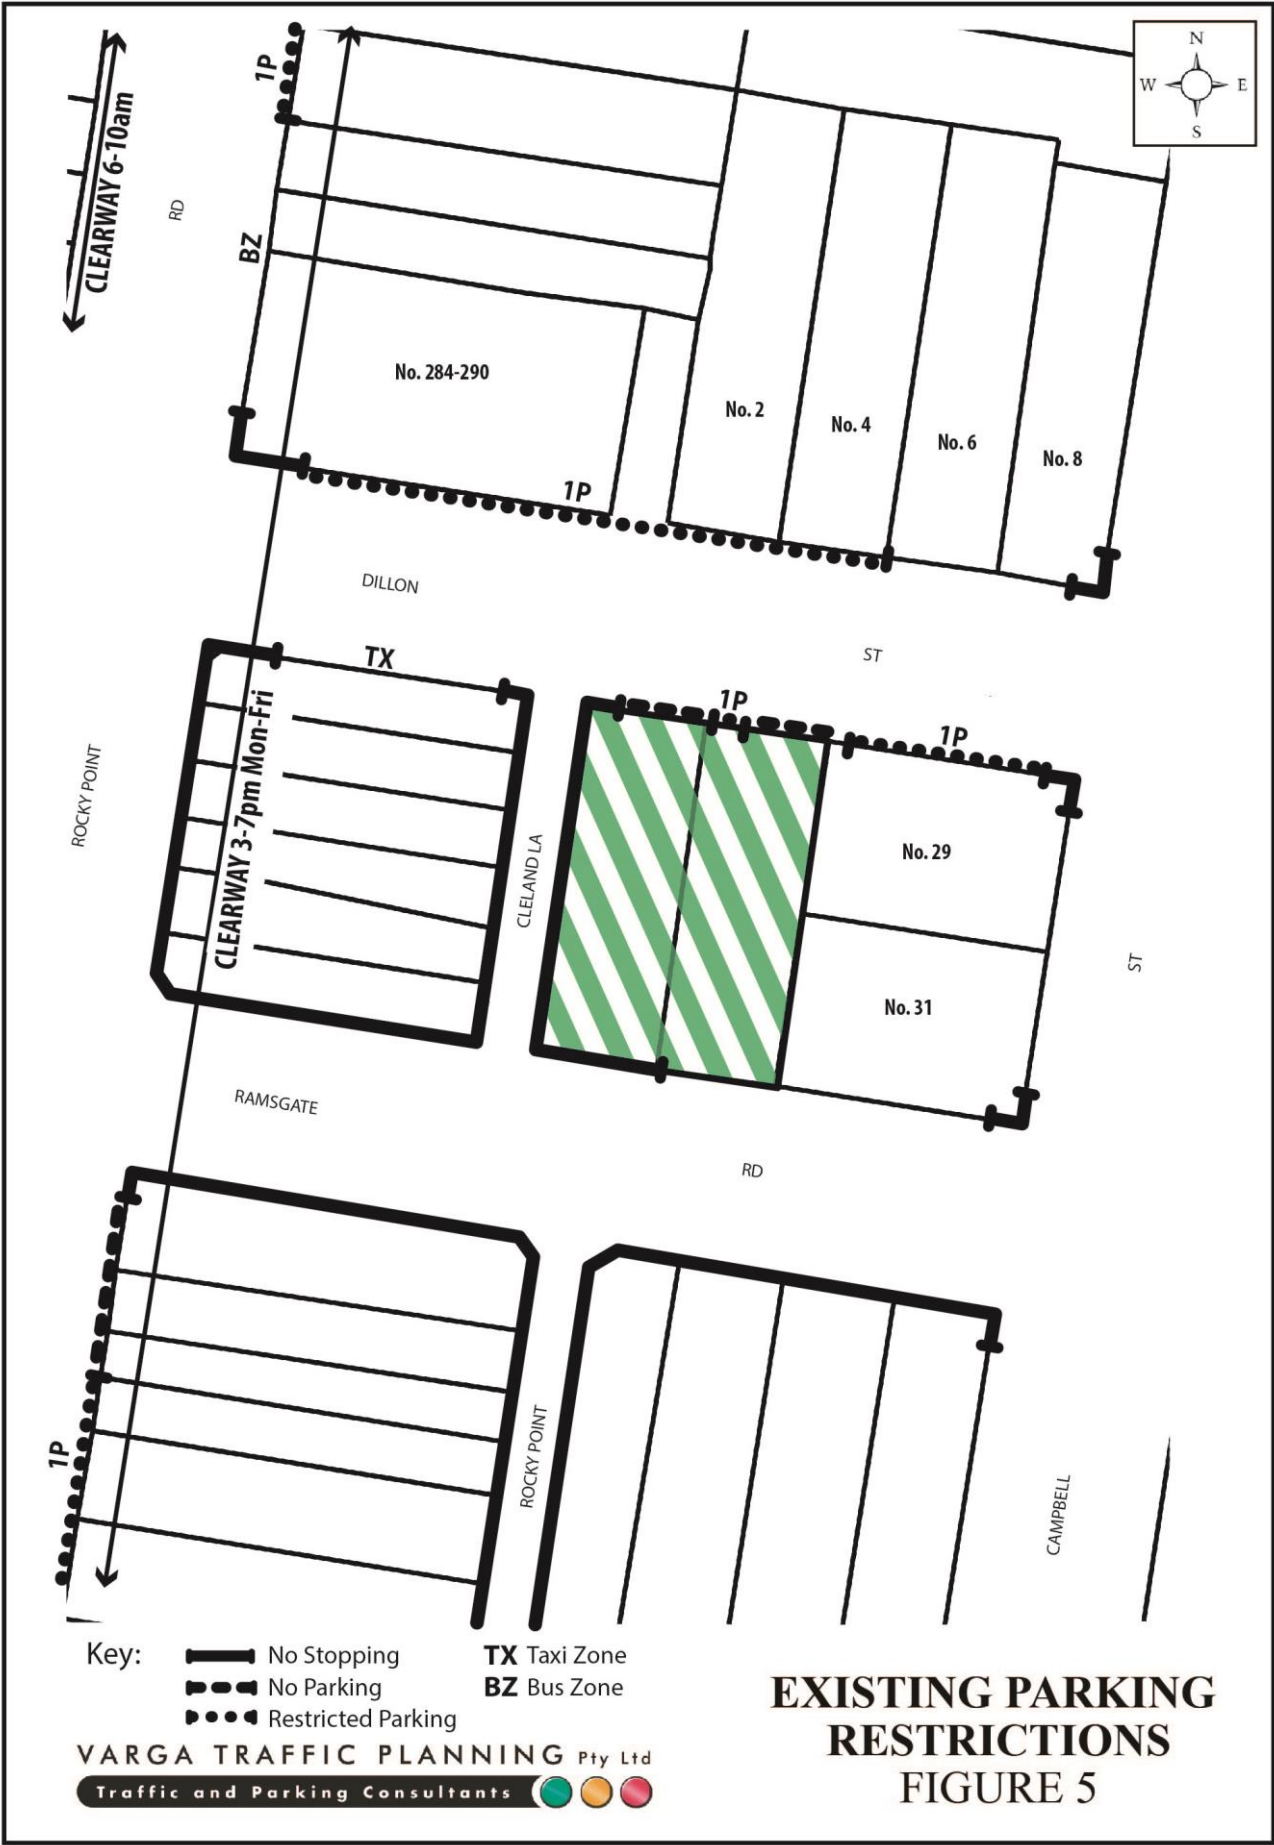 N
W E
S
1P
CLEARWAY 6-10am
RD
BZ
No. 284-290
No. 2
No. 4
No. 6
No. 8
1P
DILLON
ST
TX
1P
1P
CLEARWAY 3-7pm Mon-Fri
ROCKY POINT
CLELAND LA
No. 29
ST
No. 31
RAMSGATE
RD
ROCKY POINT
1P
CAMPBELL
Key:
No Stopping
No Parking
Restricted Parking
TX Taxi Zone
BZ Bus Zone
VARGA TRAFFIC PLANNING Pty Ltd
Traffic and Parking Consultants
EXISTING PARKING
RESTRICTIONS
FIGURE 5